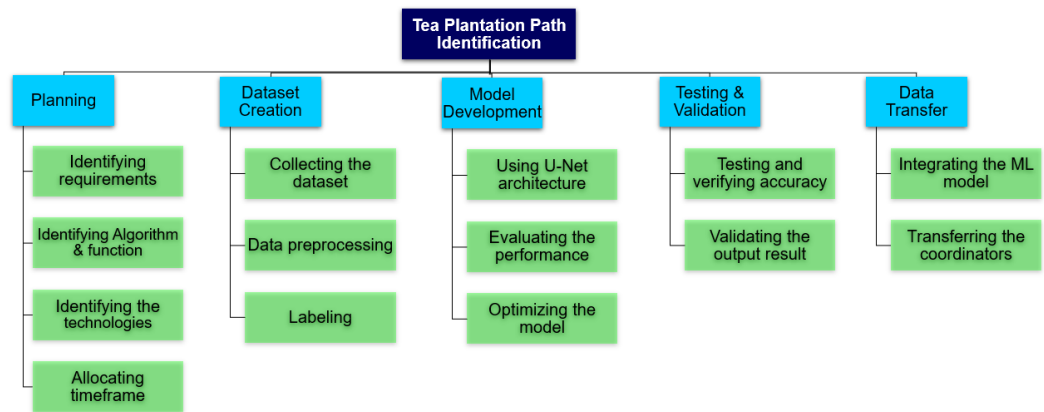 Tea Plantation Path
Identification
Planning
Dataset
Creation
Model
Development
Testing &
Validation
Data
Transfer
Identifying
requirements
Identifying Algorithm
& function
Identifying the
technologies
Allocating
timeframe
Collecting the
dataset
Data preprocessing
Labeling
Using U-Net
architecture
Evaluating the
performance
Optimizing the
model
Testing and
verifying accuracy
Validating the
output result
Integrating the ML
model
Transferring the
coordinators